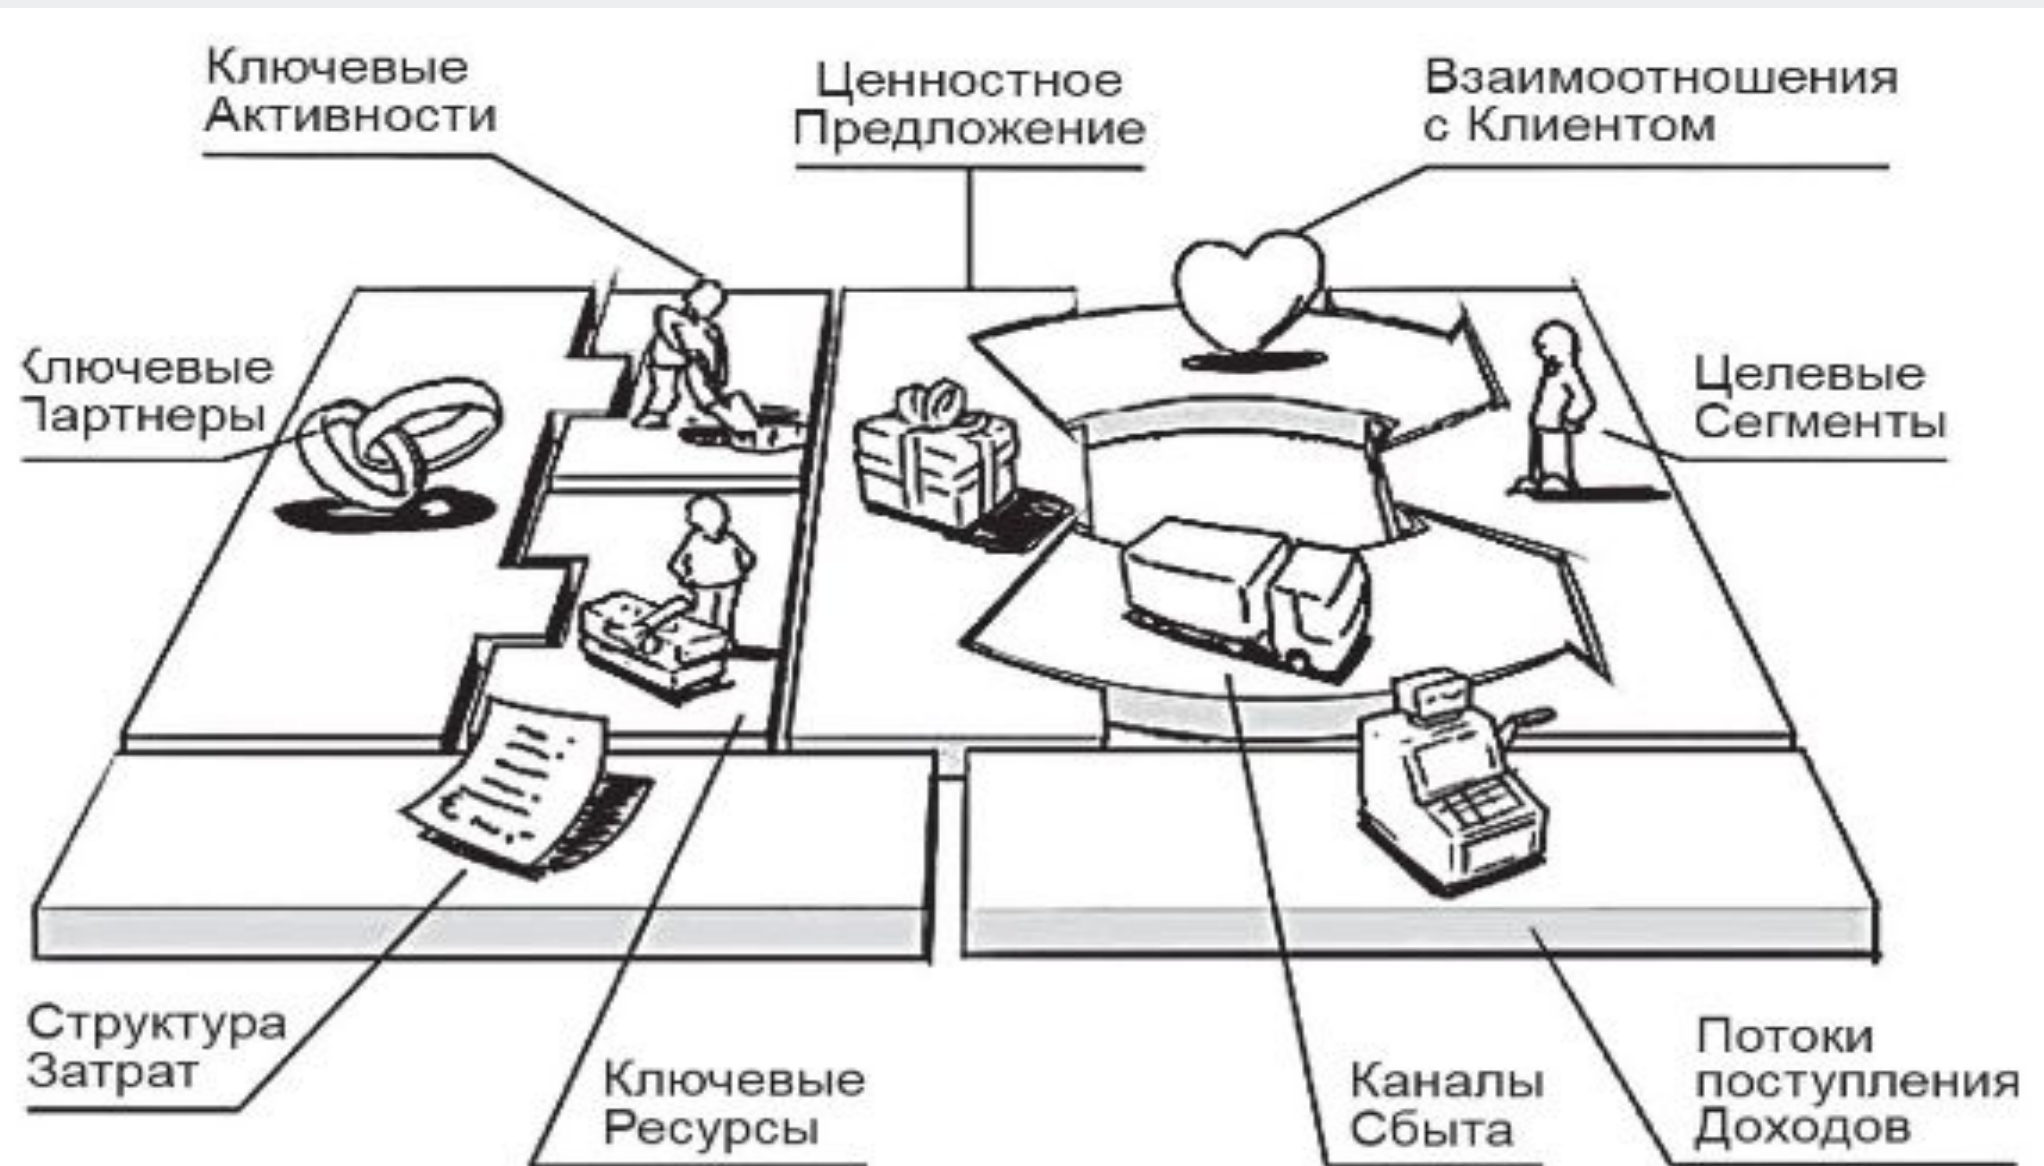 Ключевые
Активности
Ценностное
Предложение
Взаимоотношения
с Клиентом
Ключевые
Партнеры
Целевые
Сегменты
Структура
Затрат
Ключевые
Ресурсы
Каналы
Сбыта
Потоки
поступления
Доходов